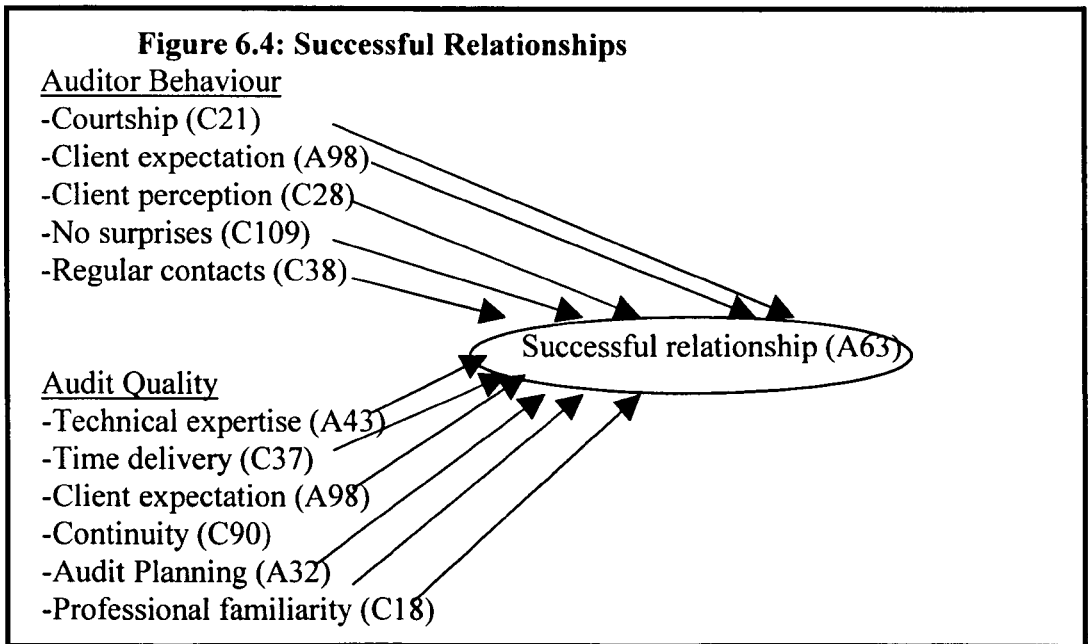 Figure 6.4: Successful Relationships
Auditor Behaviour
-Courtship (C21)
-Client expectation (A98)
-Client perception (C28)
-No surprises (C109)
-Regular contacts (C38)
Successful relationship (A63)
Audit Quality
-Technical expertise (A43)
-Time delivery (C37)
-Client expectation (A98)
-Continuity (C90)
-Audit Planning (A32)
-Professional familiarity (C18)